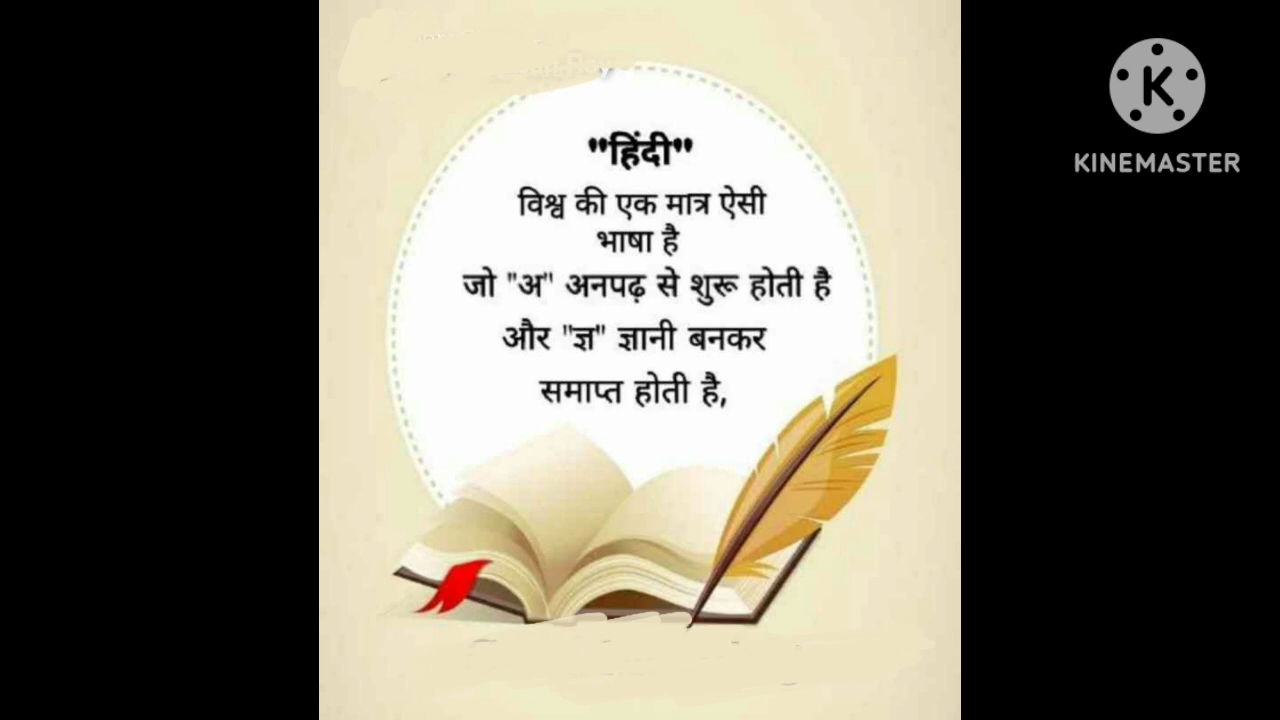 "हिंदी"
विश्व की एक मात्र ऐसी
भाषा है
जो "अ" अनपढ़ से शुरू होती है
और "ज्ञ" ज्ञानी बनकर
समाप्त होती है,
KINEMASTER